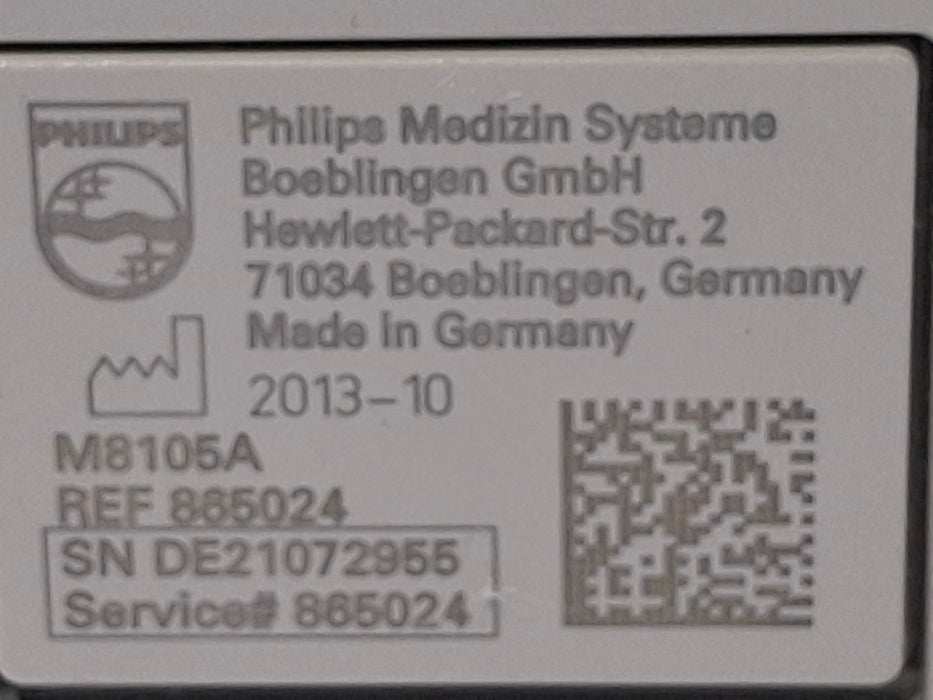 PHILIPS
Philips Medizin Systeme
Boeblingen GmbH
Hewlett-Packard-Str. 2
71034 Boeblingen, Germany
Made in Germany
2013-10
M8105A
REF 865024
SN DE21072955
Service# 865024